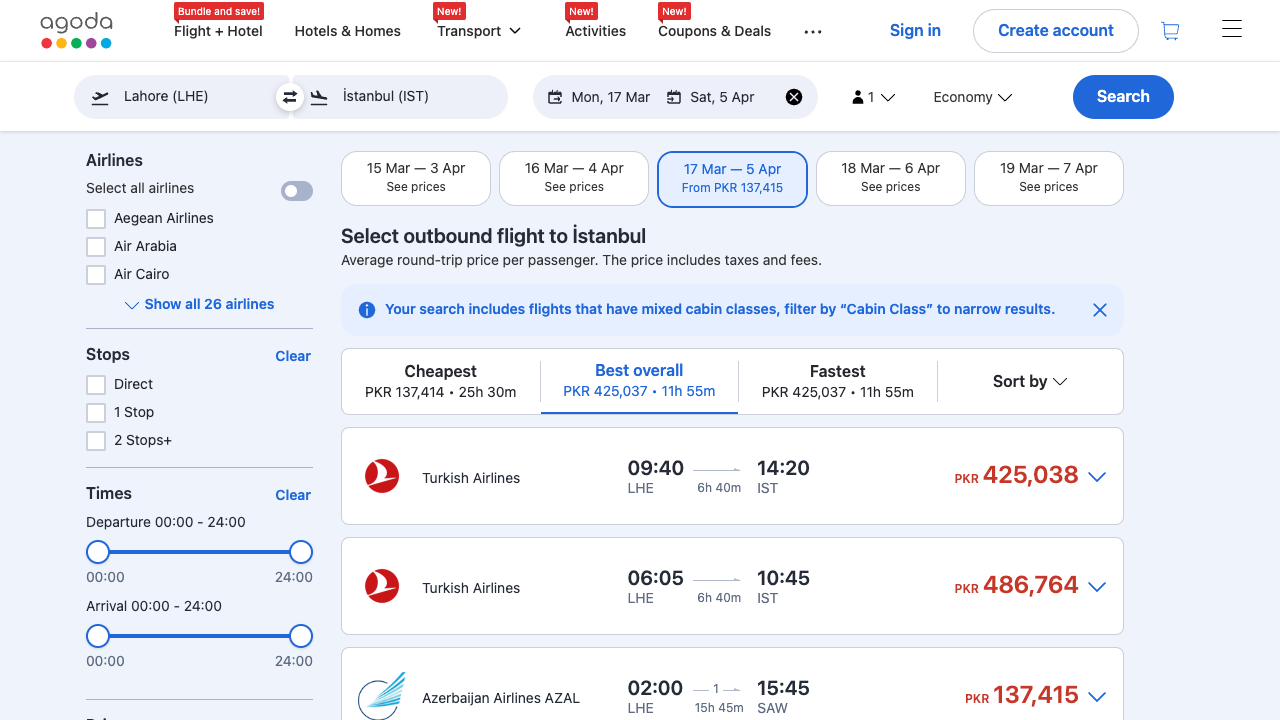 agoda
Bundle and save!
Flight + Hotel
Hotels & Homes
New!
Transport
New!
Activities
New!
Coupons & Deals
Sign in
Create account
Lahore (LHE)
İstanbul (IST)
Mon, 17 Mar
Sat, 5 Apr
1
Economy
Search
Airlines
Select all airlines
Aegean Airlines
Air Arabia
Air Cairo
Show all 26 airlines
Stops
Clear
Direct
1 Stop
2 Stops+
Times
Clear
Departure 00:00 - 24:00
00:00
24:00
Arrival 00:00 - 24:00
00:00
24:00
15 Mar — 3 Apr
See prices
16 Mar — 4 Apr
See prices
17 Mar — 5 Apr
From PKR 137,415
18 Mar — 6 Apr
See prices
19 Mar — 7 Apr
See prices
Select outbound flight to İstanbul
Average round-trip price per passenger. The price includes taxes and fees.
Your search includes flights that have mixed cabin classes, filter by “Cabin Class” to narrow results.
Cheapest
PKR 137,414 • 25h 30m
Best overall
PKR 425,037 • 11h 55m
Fastest
PKR 425,037 • 11h 55m
Sort by
Turkish Airlines
09:40
LHE
6h 40m
14:20
IST
PKR 425,038
Turkish Airlines
06:05
LHE
6h 40m
10:45
IST
PKR 486,764
Azerbaijan Airlines AZAL
02:00
LHE
1
15h 45m
15:45
SAW
PKR 137,415